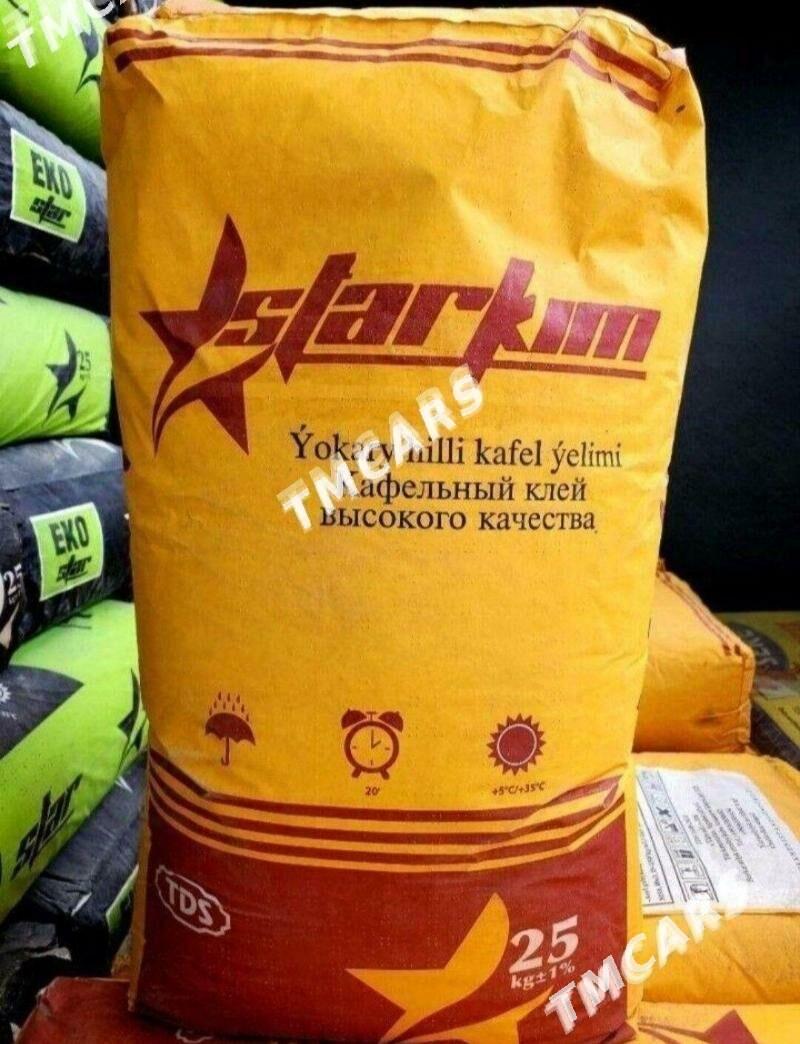 TMCARS
EKO
star
starkim
Ýokary hilli kafel ýelimi
TMCARS
Кафельный клей
высокого качества
EKO
star
25
20'
+5°C/+35°C
star
TDS
25
kg±1%
TMCARS